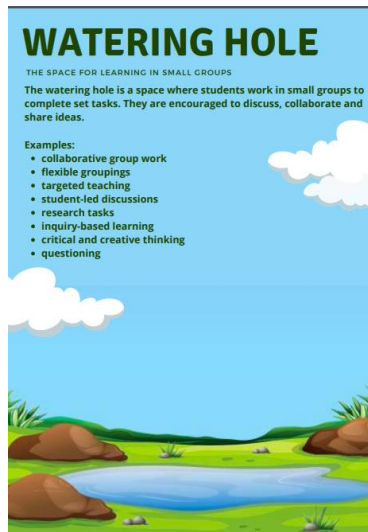 WATERING HOLE
THE SPACE FOR LEARNING IN SMALL GROUPS
The watering hole is a space where students work in small groups to
complete set tasks. They are encouraged to discuss, collaborate and
share ideas.
Examples:
• collaborative group work
• flexible groupings
• targeted teaching
• student-led discussions
• research tasks
• inquiry-based learning
• critical and creative thinking
• questioning